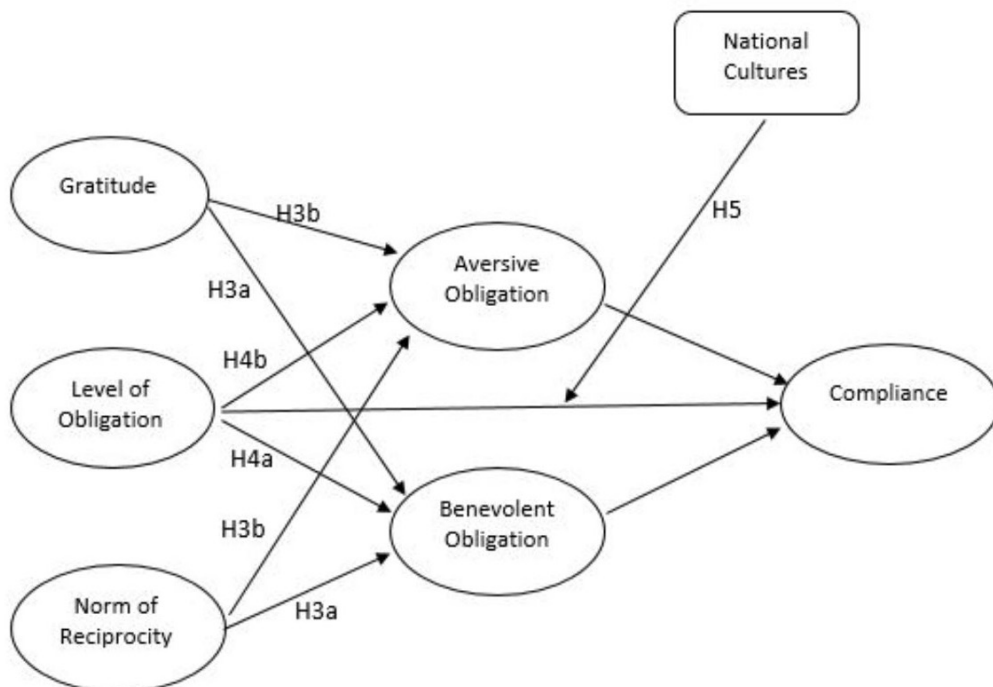 National
Cultures
Gratitude
H3b
H5
Aversive
Obligation
H3a
H4b
Level of
Obligation
Compliance
H4a
Benevolent
Obligation
H3b
Norm of
Reciprocity
H3a